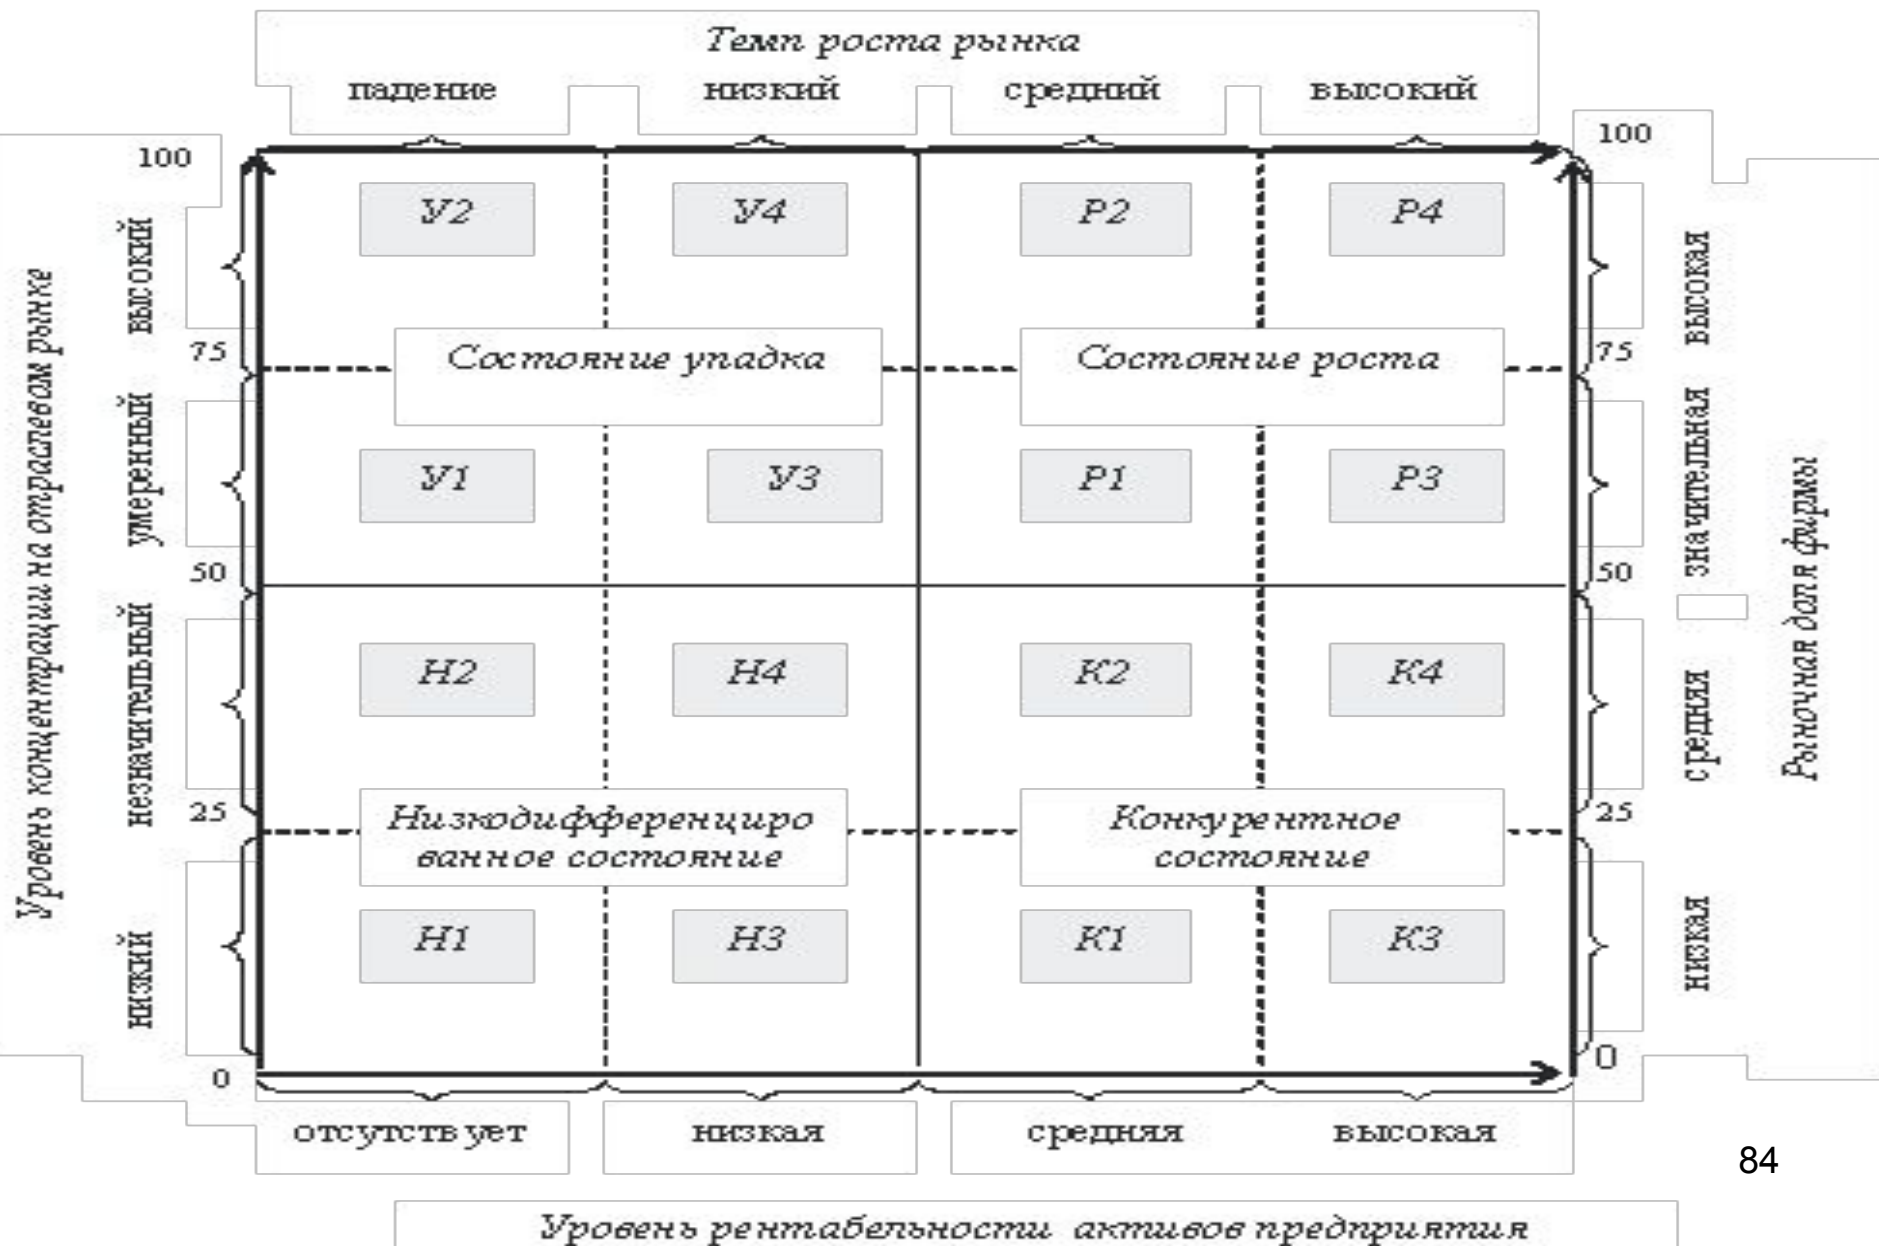 Темп роста рынка
падение низкий средний высокий
100 100
У2 У4 Р2 Р4
высокий высокая
75 Состояние упадка Состояние роста 75
умеренный значительная
У1 У3 Р1 Р3
50 50
Уровень концентрации на отраслевом рынке
Рыночная доля фирмы
незначительный средняя
Н2 Н4 К2 К4
25 Низкодифференциро Конкурентное 25
ванное состояние состояние
низкий низкая
Н1 Н3 К1 К3
0 0
отсутствует низкая средняя высокая
84
Уровень рентабельности активов предприятия